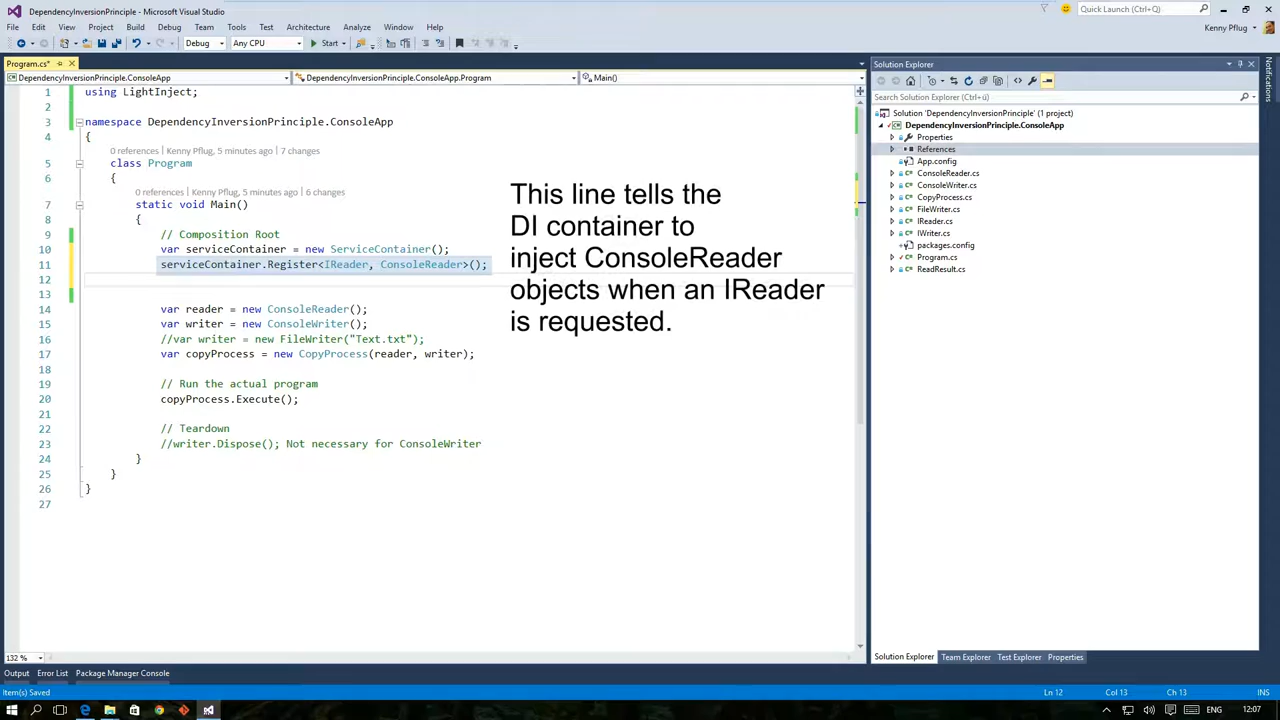 DependencyInversionPrinciple - Microsoft Visual Studio
Quick Launch (Ctrl+Q)
File Edit View Project Build Debug Team Tools Test Architecture Analyze Window Help
Kenny Pflug
Debug Any CPU Start
Program.cs*
DependencyInversionPrinciple.ConsoleApp DependencyInversionPrinciple.ConsoleApp.Program Main()
1 using LightInject;
2
3 namespace DependencyInversionPrinciple.ConsoleApp
4 {
0 references | Kenny Pflug, 5 minutes ago | 7 changes
5 class Program
6 {
0 references | Kenny Pflug, 5 minutes ago | 6 changes
7 static void Main()
8 {
9 // Composition Root
10 var serviceContainer = new ServiceContainer();
11 serviceContainer.Register<IReader, ConsoleReader>();
12
13
14 var reader = new ConsoleReader();
15 var writer = new ConsoleWriter();
16 //var writer = new FileWriter("Text.txt");
17 var copyProcess = new CopyProcess(reader, writer);
18
19 // Run the actual program
20 copyProcess.Execute();
21
22 // Teardown
23 //writer.Dispose(); Not necessary for ConsoleWriter
24 }
25 }
26 }
27
This line tells the
DI container to
inject ConsoleReader
objects when an IReader
is requested.
132 %
Solution Explorer
Search Solution Explorer (Ctrl+ü)
Solution 'DependencyInversionPrinciple' (1 project)
DependencyInversionPrinciple.ConsoleApp
Properties
References
App.config
ConsoleReader.cs
ConsoleWriter.cs
CopyProcess.cs
FileWriter.cs
IReader.cs
IWriter.cs
packages.config
Program.cs
ReadResult.cs
Solution Explorer Team Explorer Test Explorer Properties
Notifications
Output Error List Package Manager Console
Item(s) Saved Ln 12 Col 13 Ch 13 INS
ENG 12:07